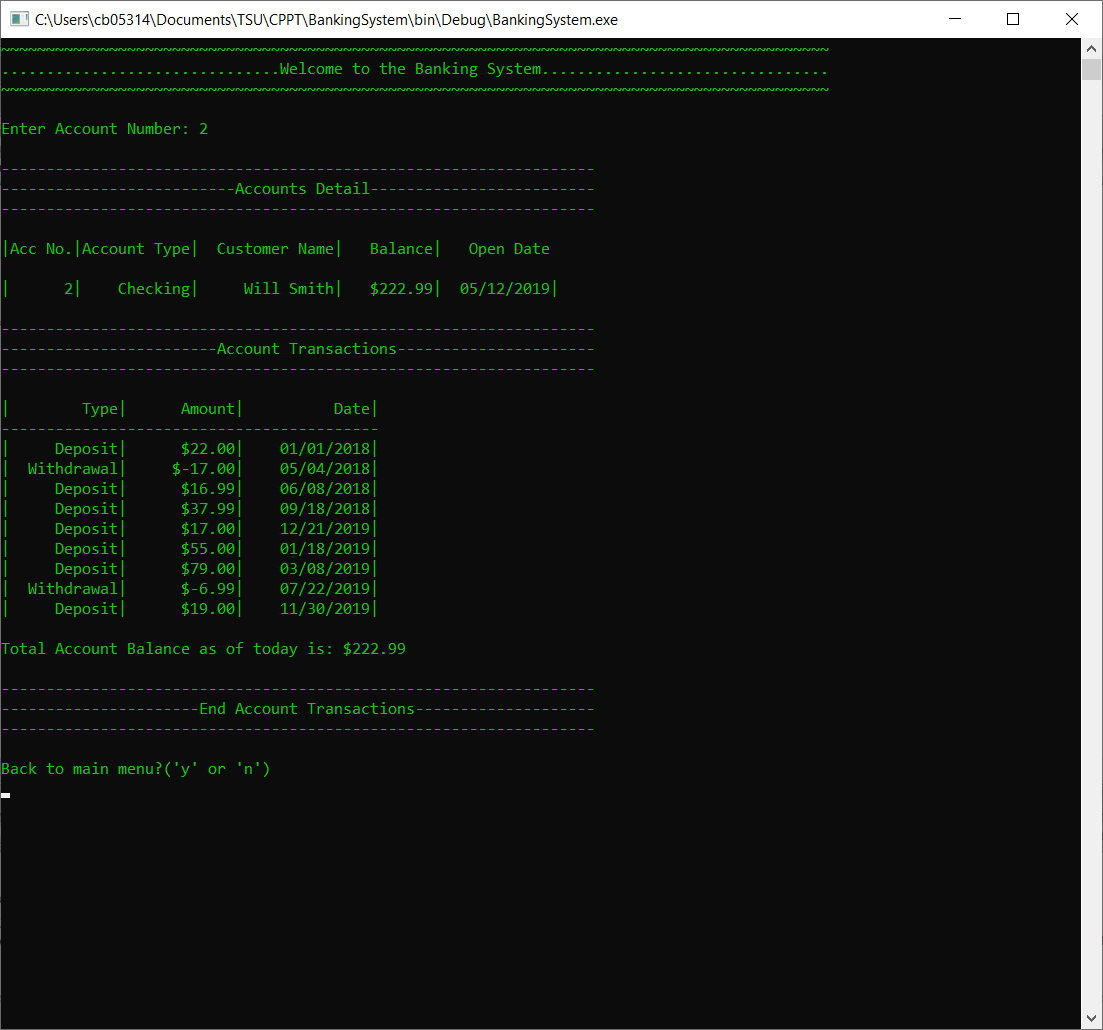 C:\Users\cb05314\Documents\TSU\CPPT\BankingSystem\bin\Debug\BankingSystem.exe
~~~~~~~~~~~~~~~~~~~~~~~~~~~~~~~~~~~~~~~~~~~~~~~~~~~~~~~~~~~~~~~~~~~~~~~~~~~~~~~~~~~~~~~~~~~~
...............................Welcome to the Banking System................................
~~~~~~~~~~~~~~~~~~~~~~~~~~~~~~~~~~~~~~~~~~~~~~~~~~~~~~~~~~~~~~~~~~~~~~~~~~~~~~~~~~~~~~~~~~~~
Enter Account Number: 2
------------------------------------------------------------------
--------------------------Accounts Detail-------------------------
------------------------------------------------------------------
|Acc No.|Account Type|  Customer Name|   Balance|   Open Date
|      2|    Checking|     Will Smith|   $222.99|  05/12/2019|
------------------------------------------------------------------
------------------------Account Transactions----------------------
------------------------------------------------------------------
|        Type|      Amount|          Date|
------------------------------------------
|     Deposit|      $22.00|    01/01/2018|
|  Withdrawal|     $-17.00|    05/04/2018|
|     Deposit|      $16.99|    06/08/2018|
|     Deposit|      $37.99|    09/18/2018|
|     Deposit|      $17.00|    12/21/2019|
|     Deposit|      $55.00|    01/18/2019|
|     Deposit|      $79.00|    03/08/2019|
|  Withdrawal|      $-6.99|    07/22/2019|
|     Deposit|      $19.00|    11/30/2019|
Total Account Balance as of today is: $222.99
------------------------------------------------------------------
----------------------End Account Transactions--------------------
------------------------------------------------------------------
Back to main menu?('y' or 'n')